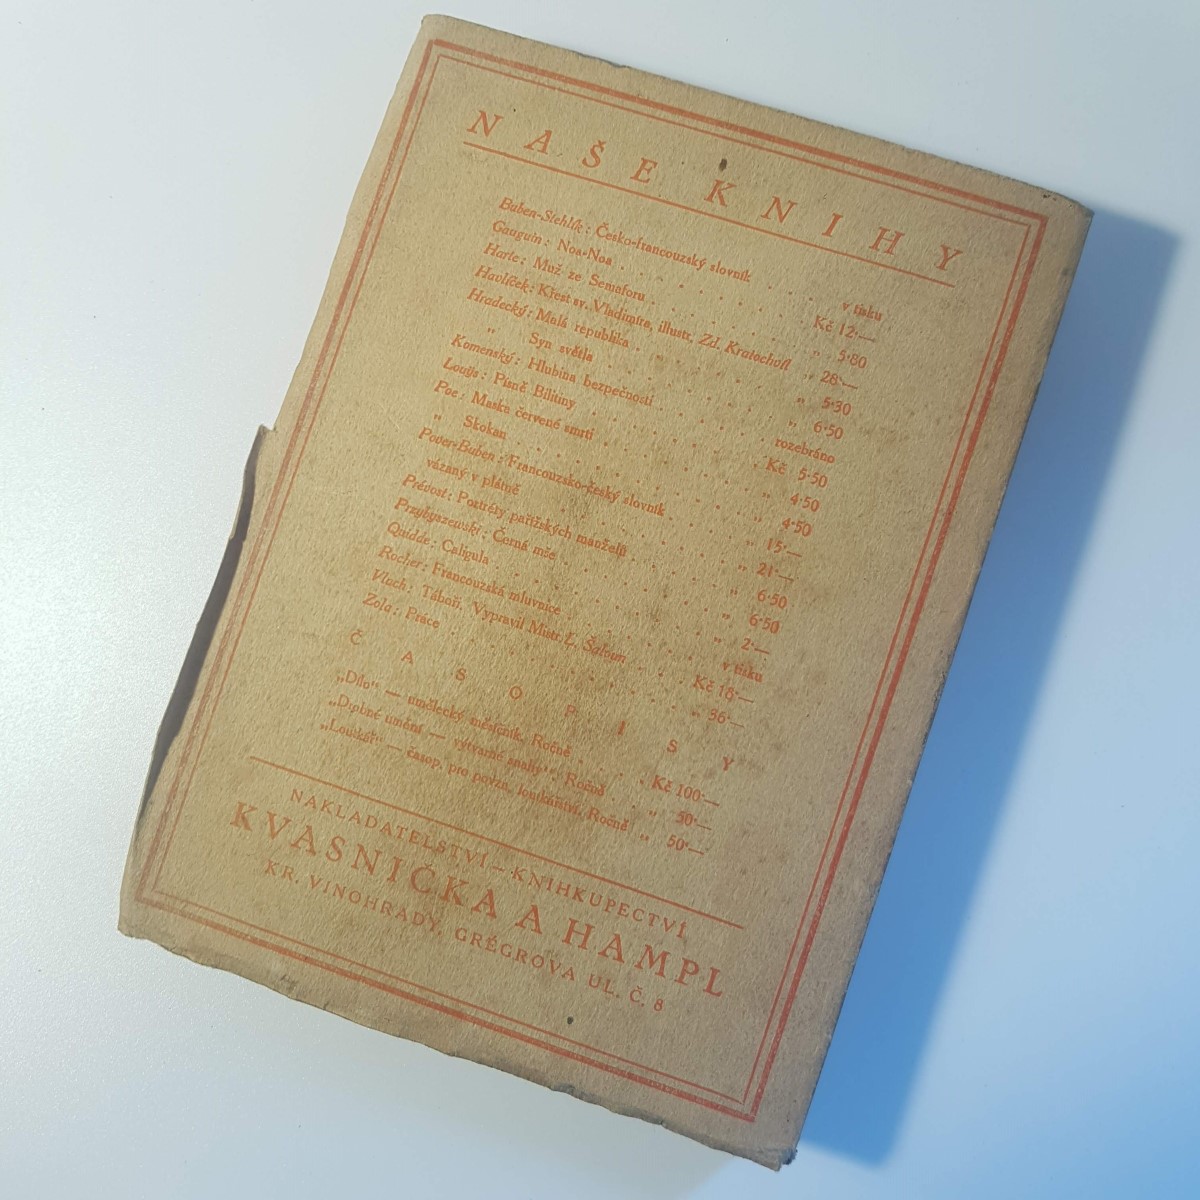 NAŠE KNIHY
Buben-Stehlík: Česko-francouzský slovník . . . . v tisku
Gauguin: Noa-Noa . . . . . . . . . Kč 12·—
Harte: Muž ze Semaforu . . . . . . . . „ 5·80
Havlíček: Křest sv. Vladimíra, illustr. Zd. Kratochvíl „ 28·—
Hradecký: Malá republika . . . . . . . . „ 5·30
„ Syn světla . . . . . . . . „ 6·50
Komenský: Hlubina bezpečnosti . . . . . . rozebráno
Louÿs: Písně Bilitiny . . . . . . . . Kč 5·50
Poe: Maska červené smrti . . . . . . . . „ 4·50
„ Skokan . . . . . . . . . . „ 4·50
Pover-Buben: Francouzsko-český slovník . . . . „ 15·—
vázaný v plátně . . . . . . . . „ 21·—
Prévost: Portréty pařížských manželů . . . . . „ 6·50
Przybyszewski: Černá mše . . . . . . . . „ 6·50
Quidde: Caligula . . . . . . . . . . „ 2·—
Rocher: Francouzská mluvnice . . . . . . v tisku
Vlach: Táboři, Vypravil Mistr L. Šaloun . . . Kč 18·—
Zola: Práce . . . . . . . . . . „ 36·—
ČASOPISY
„Dílo“ — umělecký měsíčník. Ročně . . . . Kč 100·—
„Drobné umění — výtvarné snahy“. Ročně . . . „ 50·—
„Loutkář“ — časop. pro povzn. loutkářství. Ročně „ 50·—
NAKLADATELSTVÍ — KNIHKUPECTVÍ
KVASNIČKA A HAMPL
KR. VINOHRADY, GRÉGROVA UL. Č. 8